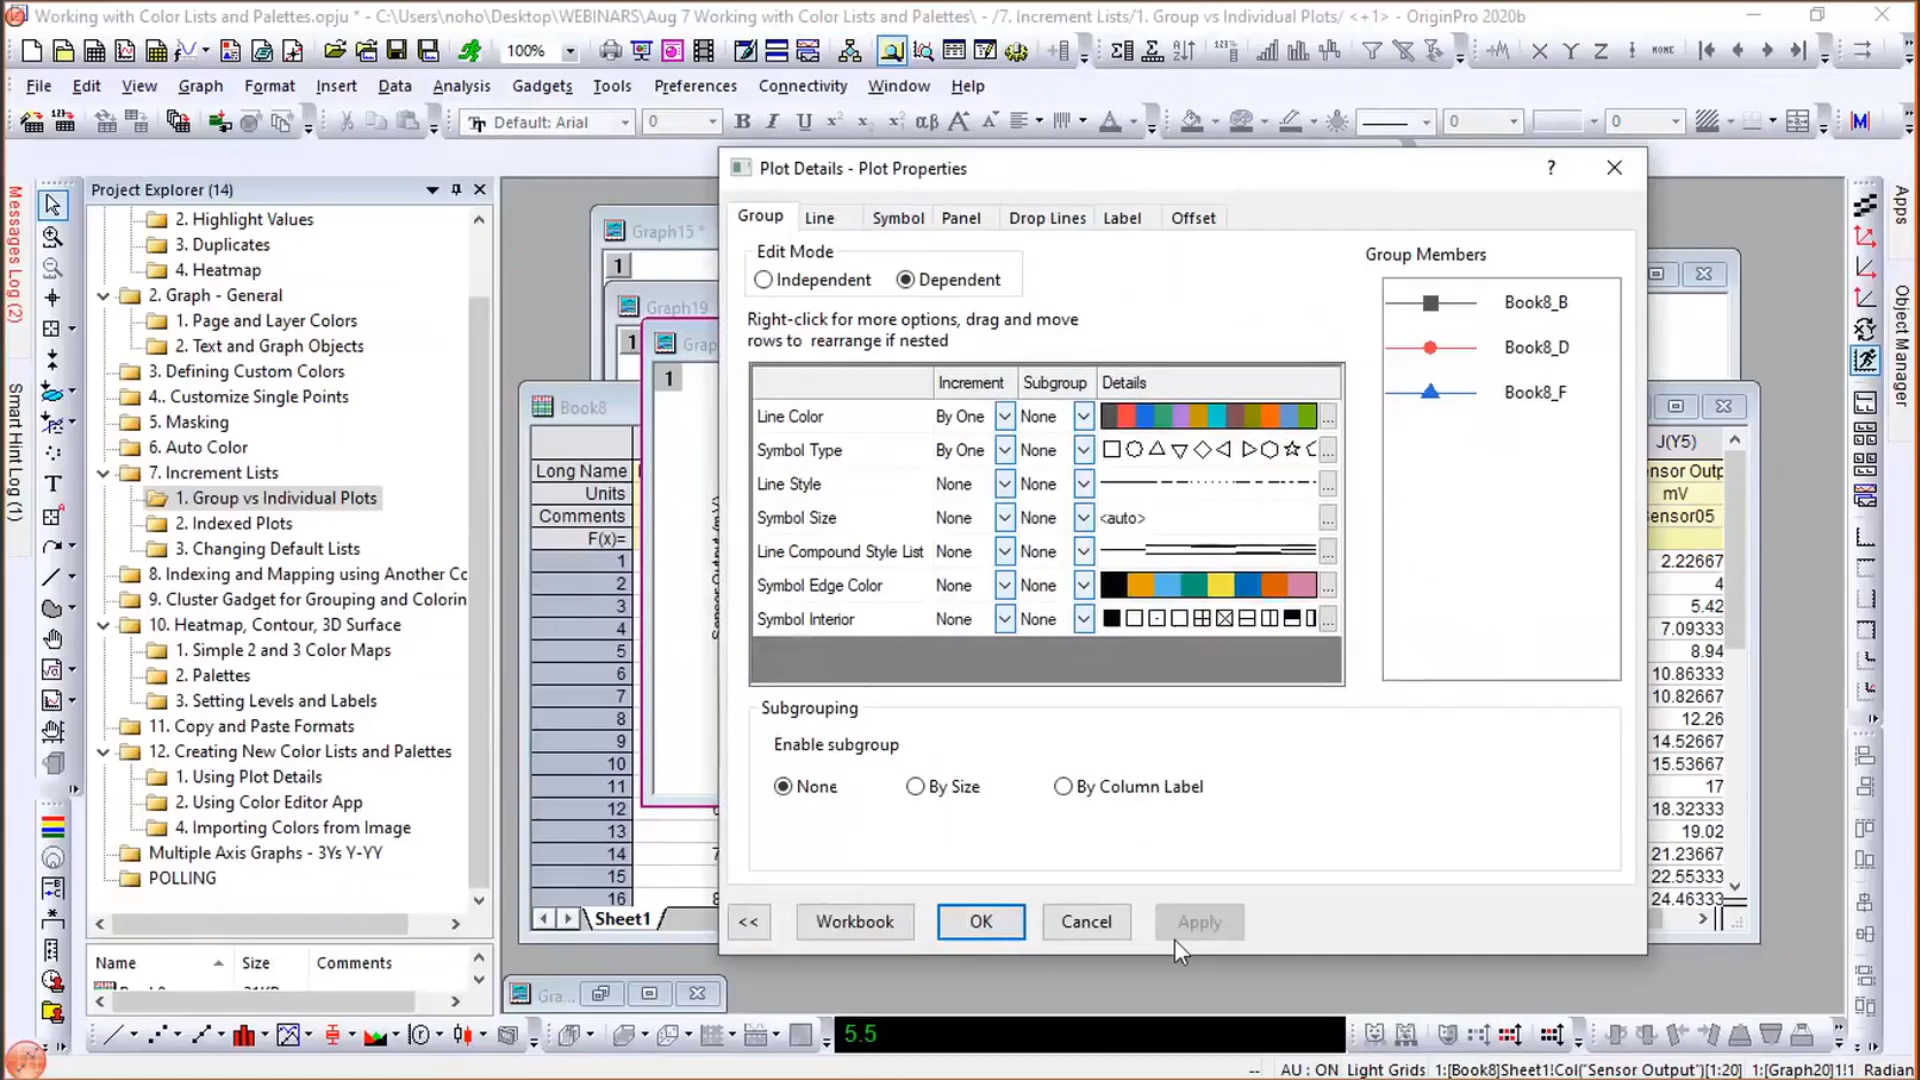 Working with Color Lists and Palettes.opju * - C:\Users\noho\Desktop\WEBINARS\Aug 7 Working with Color Lists and Palettes\ - /7. Increment Lists/1. Group vs Individual Plots/ <+1> - OriginPro 2020b
100%
HOME
File Edit View Graph Format Insert Data Analysis Gadgets Tools Preferences Connectivity Window Help
Default: Arial 0 B I U αβ A 0 0
Messages Log (2)
Smart Hint Log (1)
Project Explorer (14)
2. Highlight Values
3. Duplicates
4. Heatmap
2. Graph - General
1. Page and Layer Colors
2. Text and Graph Objects
3. Defining Custom Colors
4.. Customize Single Points
5. Masking
6. Auto Color
7. Increment Lists
1. Group vs Individual Plots
2. Indexed Plots
3. Changing Default Lists
8. Indexing and Mapping using Another Co
9. Cluster Gadget for Grouping and Colorin
10. Heatmap, Contour, 3D Surface
1. Simple 2 and 3 Color Maps
2. Palettes
3. Setting Levels and Labels
11. Copy and Paste Formats
12. Creating New Color Lists and Palettes
1. Using Plot Details
2. Using Color Editor App
4. Importing Colors from Image
Multiple Axis Graphs - 3Ys Y-YY
POLLING
Name Size Comments
Graph15 *
1
Graph19
1
Grap
1
Book8
Long Name
Units
Comments
F(x)=
1
2
3
4
5
6
7
8
9
10
11
12
13
14
15
16
Sheet1
Gra...
Plot Details - Plot Properties
Group Line Symbol Panel Drop Lines Label Offset
Edit Mode
Independent Dependent
Right-click for more options, drag and move
rows to rearrange if nested
Increment Subgroup Details
Line Color By One None ...
Symbol Type By One None ...
Line Style None None ...
Symbol Size None None <auto> ...
Line Compound Style List None None ...
Symbol Edge Color None None ...
Symbol Interior None None ...
Group Members
Book8_B
Book8_D
Book8_F
Subgrouping
Enable subgroup
None By Size By Column Label
<< Workbook OK Cancel Apply
J(Y5)
ensor Outp
mV
ensor05
2.22667
4
5.42
7.09333
8.94
10.86333
10.82667
12.26
14.52667
15.53667
17
18.32333
19.02
21.23667
22.55333
24.46333
Apps
Object Manager
5.5
-- AU : ON Light Grids 1:[Book8]Sheet1!Col("Sensor Output")[1:20] 1:[Graph20]1!1 Radian